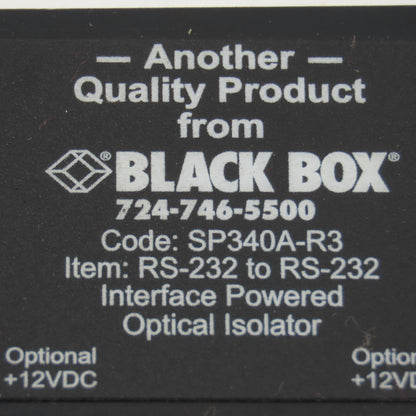 — Another —
Quality Product
from
® BLACK BOX®
724-746-5500
Code: SP340A-R3
Item: RS-232 to RS-232
Interface Powered
Optical Isolator
Optional
+12VDC